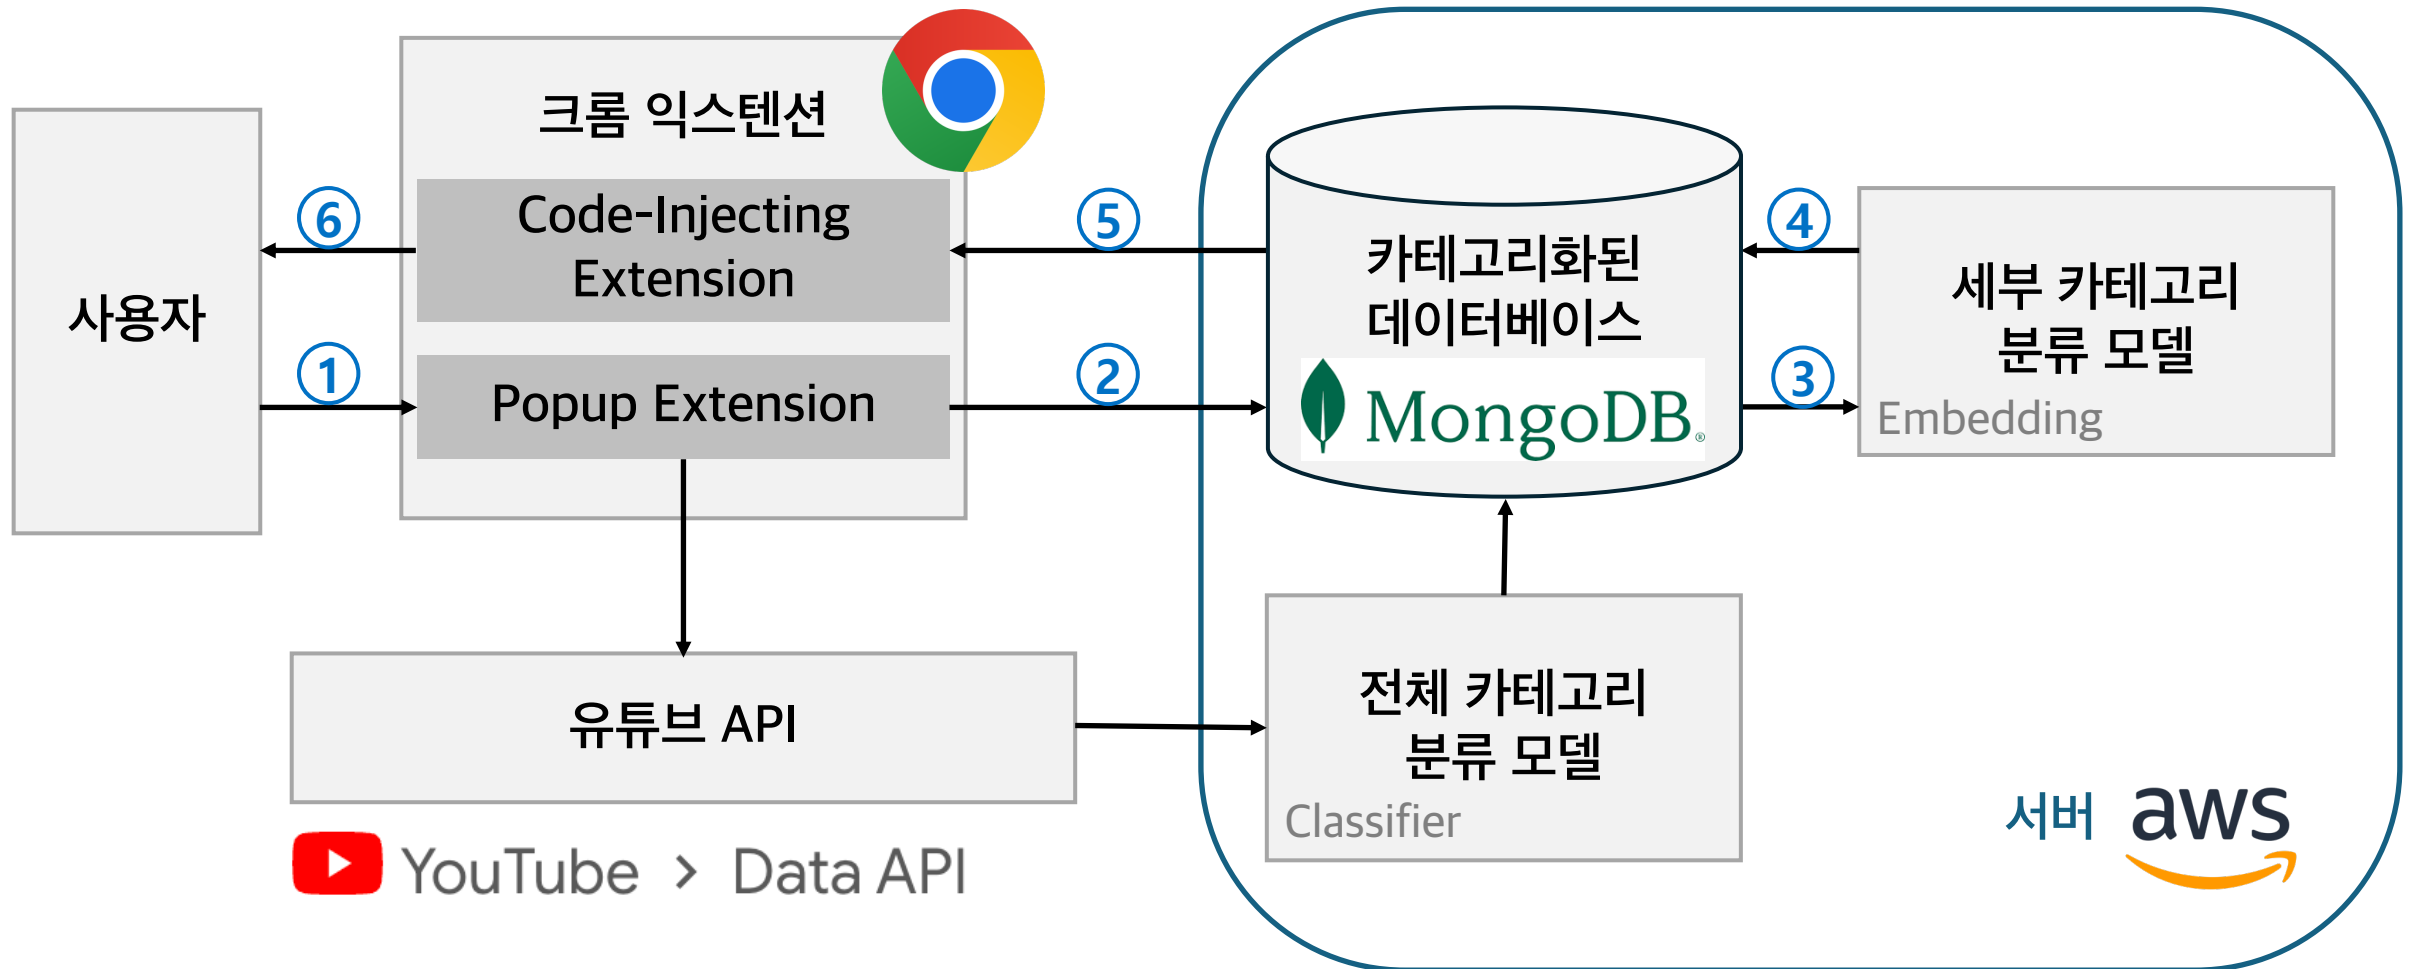 크롬 익스텐션
사용자
⑥
Code-Injecting
Extension
①
Popup Extension
⑤
②
카테고리화된
데이터베이스
MongoDB®
④
③
세부 카테고리
분류 모델
Embedding
유튜브 API
YouTube > Data API
전체 카테고리
분류 모델
Classifier
서버 aws